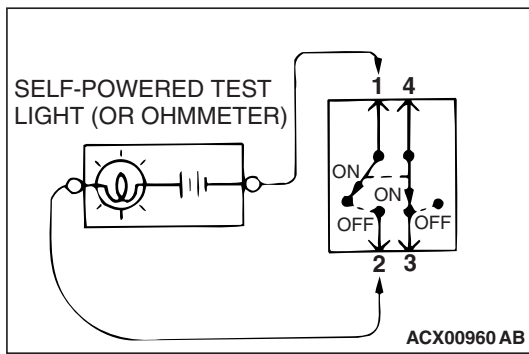 SELF-POWERED TEST
LIGHT (OR OHMMETER)
1 4
ON
ON
OFF
OFF
2 3
ACX00960 AB